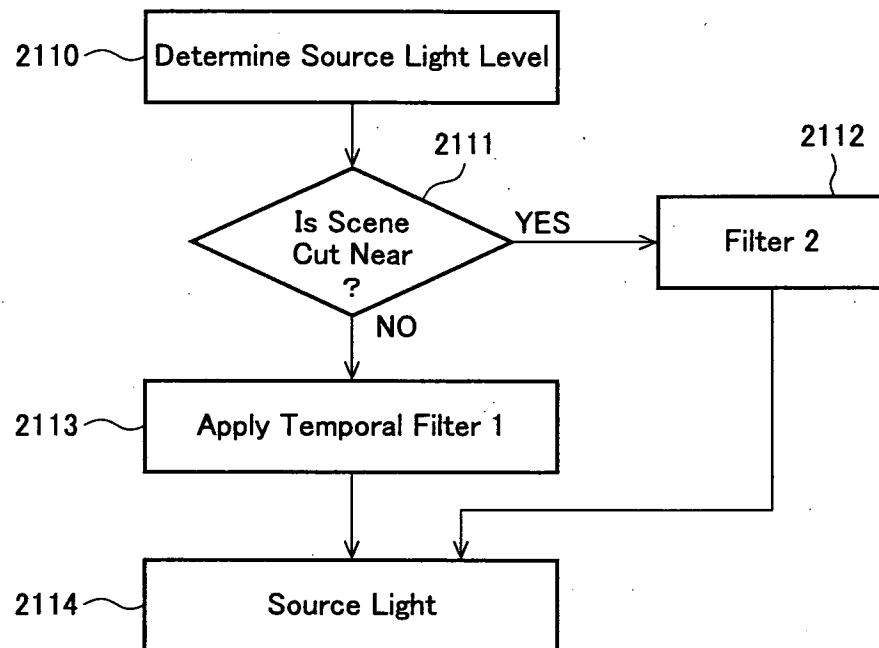 2110
Determine Source Light Level
2111
2112
Is Scene
Cut Near
?
YES
Filter 2
NO
2113
Apply Temporal Filter 1
2114
Source Light